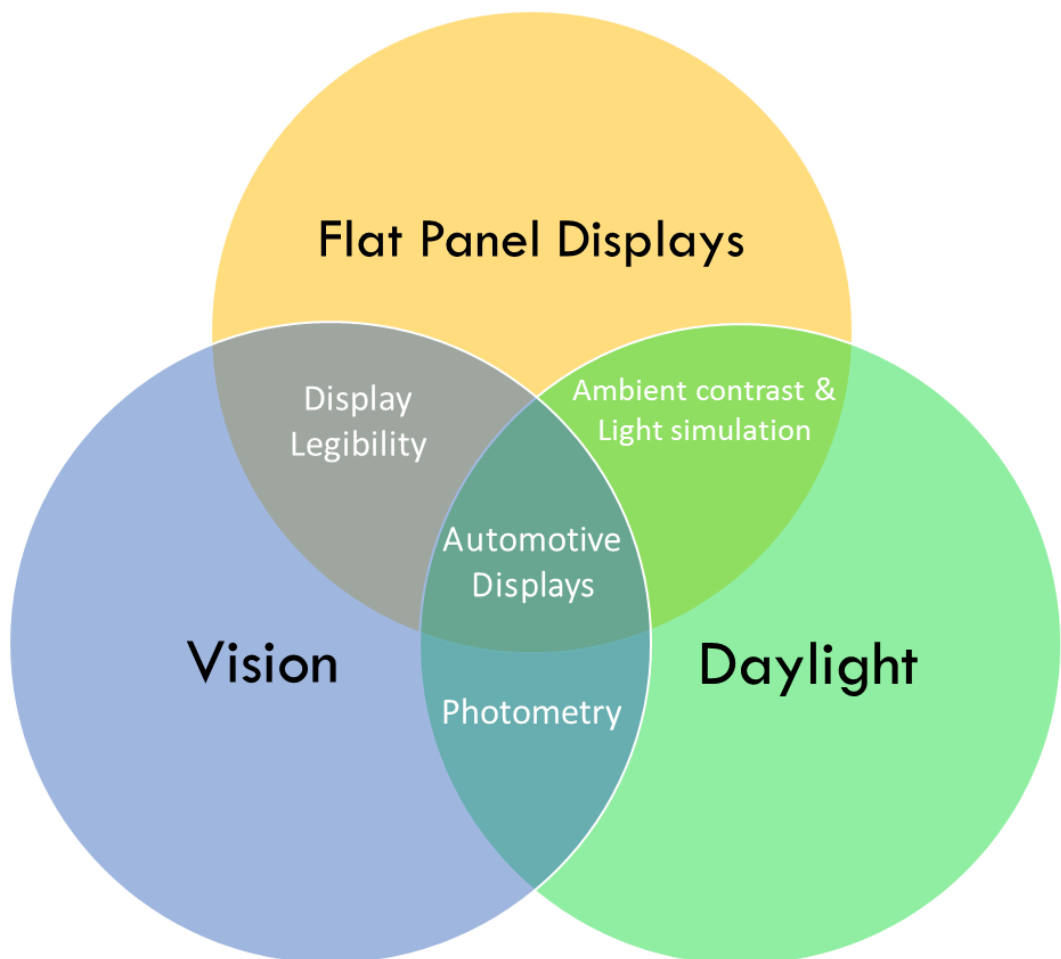 Flat Panel Displays
Display
Legibility
Ambient contrast &
Light simulation
Automotive
Displays
Vision
Daylight
Photometry